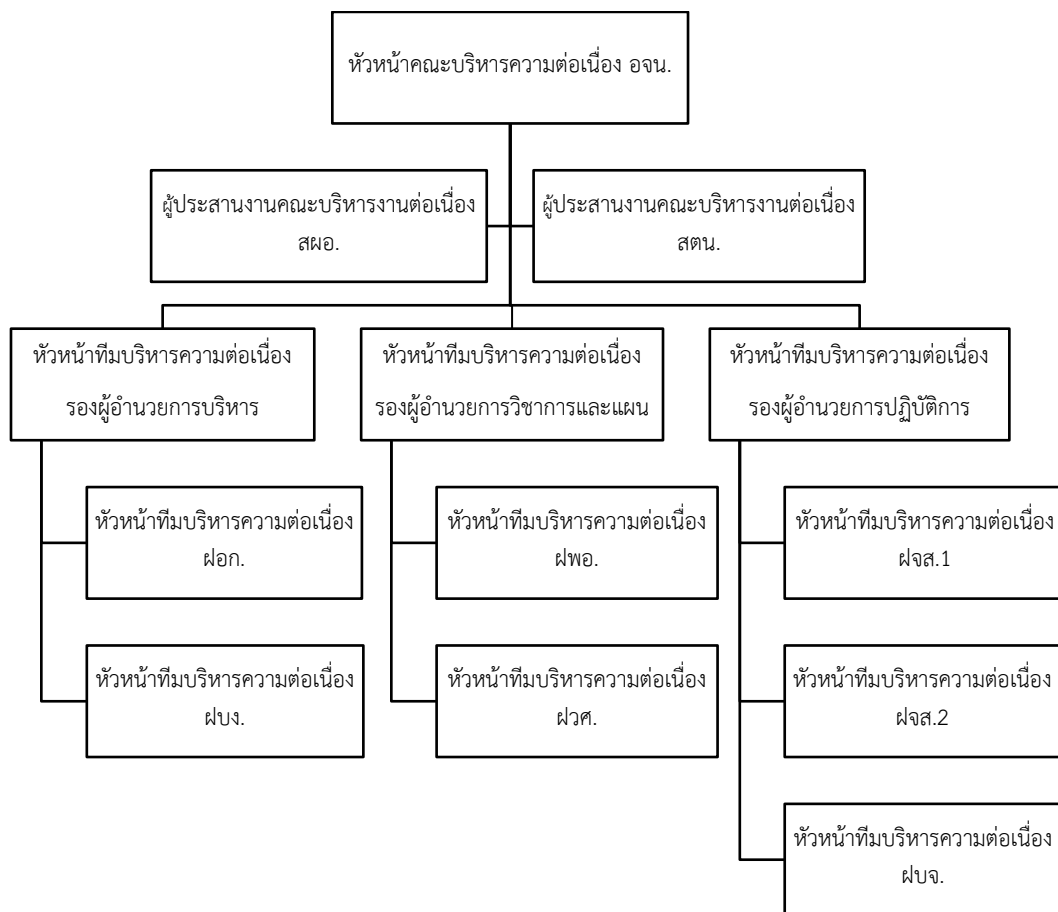 หัวหน้าคณะบริหารความต่อเนื่อง อจน.
ผู้ประสานงานคณะบริหารงานต่อเนื่อง
สผอ.
ผู้ประสานงานคณะบริหารงานต่อเนื่อง
สตน.
หัวหน้าทีมบริหารความต่อเนื่อง
รองผู้อำนวยการบริหาร
หัวหน้าทีมบริหารความต่อเนื่อง
รองผู้อำนวยการวิชาการและแผน
หัวหน้าทีมบริหารความต่อเนื่อง
รองผู้อำนวยการปฏิบัติการ
หัวหน้าทีมบริหารความต่อเนื่อง
ฝอก.
หัวหน้าทีมบริหารความต่อเนื่อง
ฝบง.
หัวหน้าทีมบริหารความต่อเนื่อง
ฝพอ.
หัวหน้าทีมบริหารความต่อเนื่อง
ฝวศ.
หัวหน้าทีมบริหารความต่อเนื่อง
ฝจส.1
หัวหน้าทีมบริหารความต่อเนื่อง
ฝจส.2
หัวหน้าทีมบริหารความต่อเนื่อง
ฝบจ.